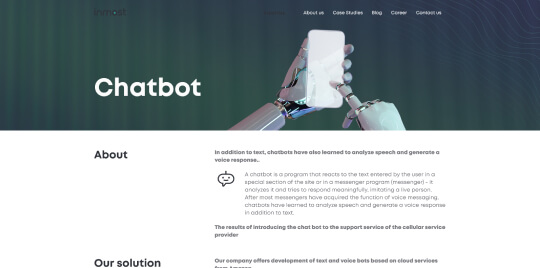 inmost
About us Case Studies Blog Career Contact us
Chatbot
About
In addition to text, chatbots have also learned to analyze speech and generate a
voice response..
A chatbot is a program that reacts to the text entered by the user in a
special section of the site or in a messenger program (messenger) - it
analyzes it and tries to respond meaningfully, imitating a live person.
After most messengers have acquired the function of voice messaging,
chatbots have learned to analyze speech and generate a voice response
in addition to text.
The results of introducing the chat bot to the support service of the cellular service
provider
Our solution
Our company offers development of text and voice bots based on cloud services
from Amazon